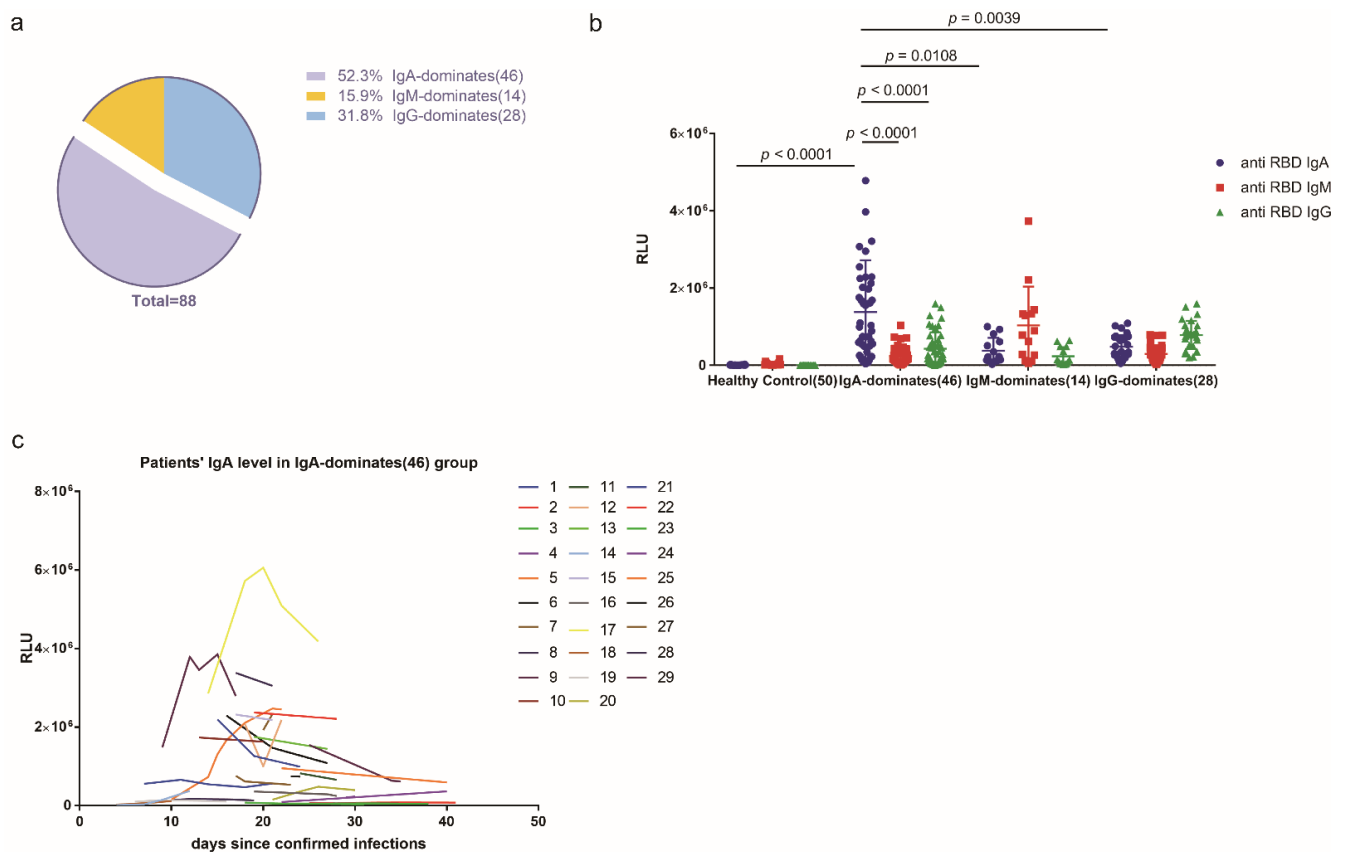 a
52.3% IgA-dominates(46)
15.9% IgM-dominates(14)
31.8% IgG-dominates(28)
Total=88
b
p = 0.0039
p = 0.0108
p < 0.0001
p < 0.0001
p < 0.0001
6×10⁶
4×10⁶
2×10⁶
0
RLU
Healthy Control(50) IgA-dominates(46) IgM-dominates(14) IgG-dominates(28)
anti RBD IgA
anti RBD IgM
anti RBD IgG
c
Patients' IgA level in IgA-dominates(46) group
8×10⁶
6×10⁶
4×10⁶
2×10⁶
0
RLU
0 10 20 30 40 50
days since confirmed infections
1 11 21
2 12 22
3 13 23
4 14 24
5 15 25
6 16 26
7 17 27
8 18 28
9 19 29
10 20